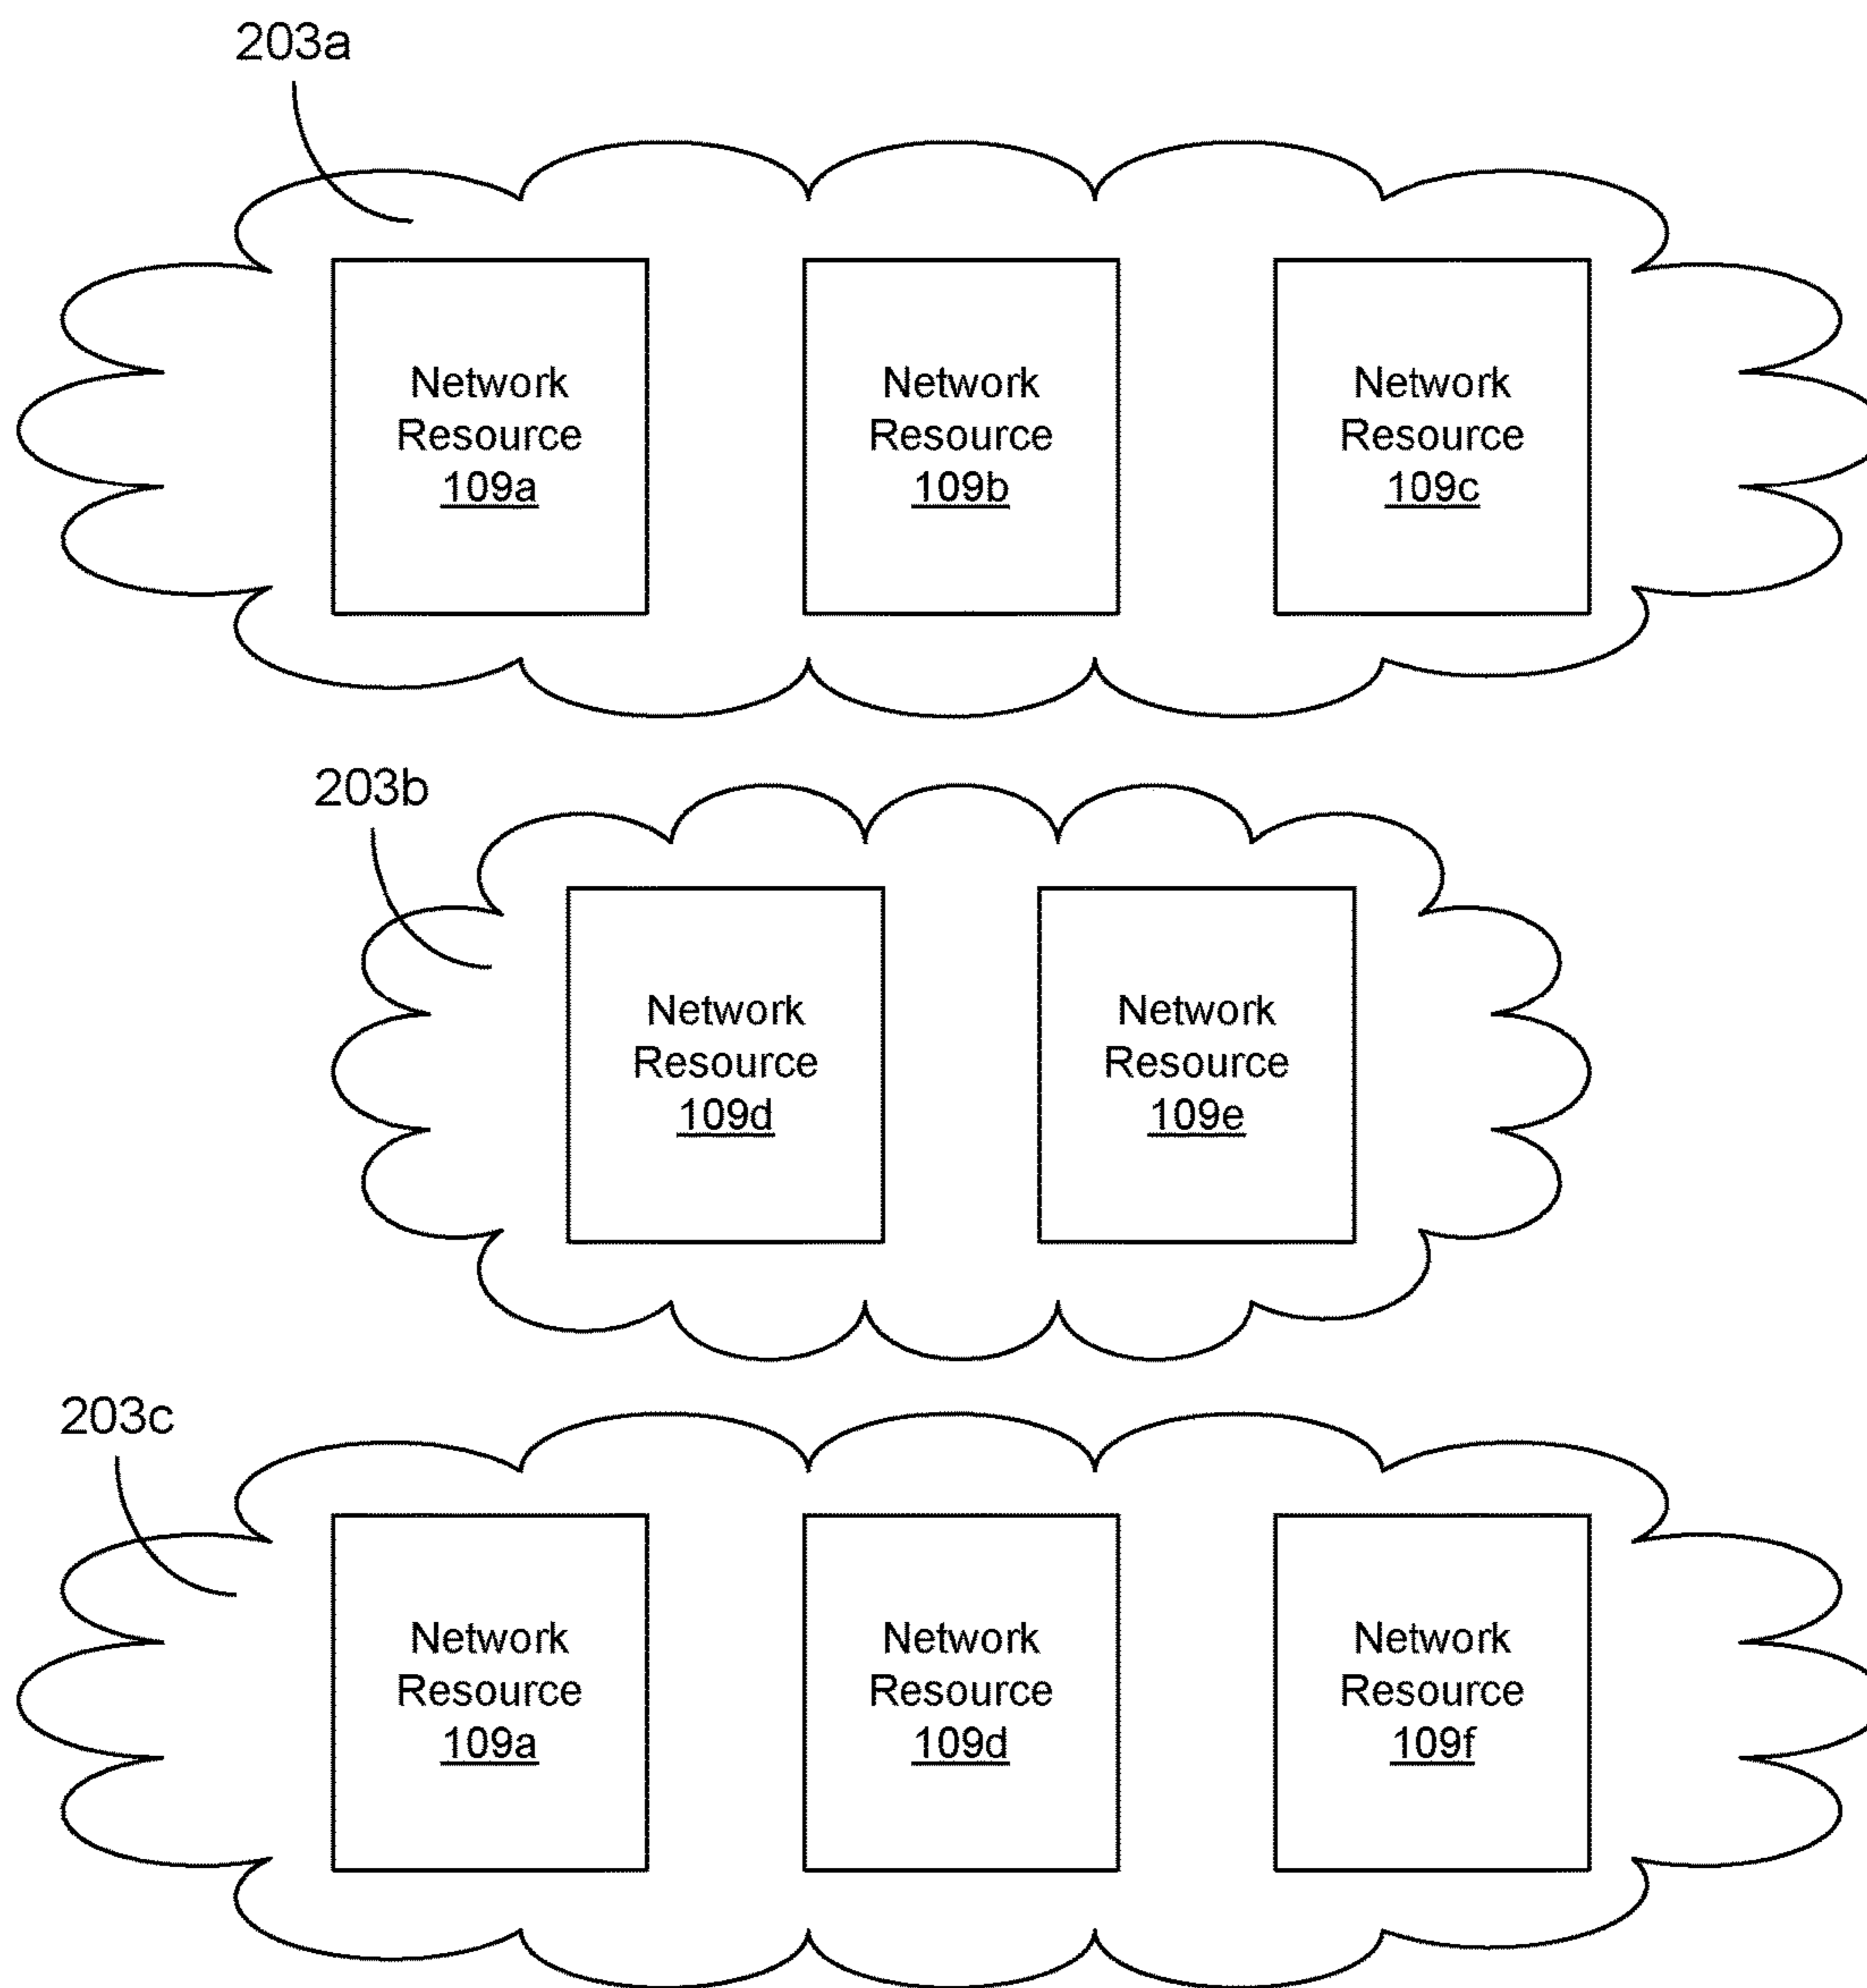 203a
Network Network Network
Resource Resource Resource
109a 109b 109c
203b
Network Network
Resource Resource
109d 109e
203c
Network Network Network
Resource Resource Resource
109a 109d 109f